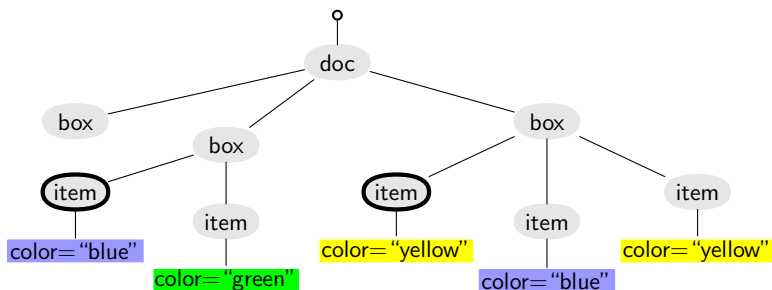 doc
box
box
box
item
item
item
item
item
color=“blue”
color=“green”
color=“yellow”
color=“blue”
color=“yellow”